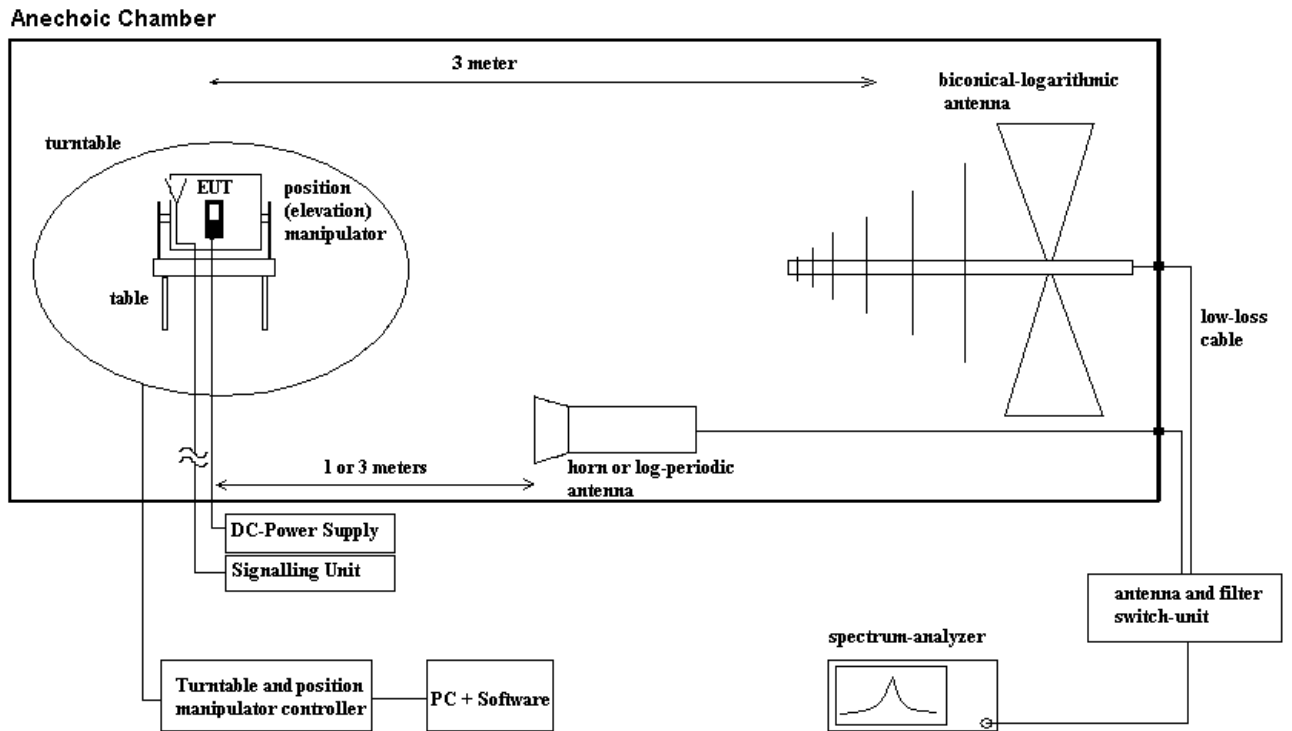 Anechoic Chamber
3 meter
biconical-logarithmic
antenna
turntable
EUT
position
(elevation)
manipulator
table
low-loss
cable
1 or 3 meters
horn or log-periodic
antenna
DC-Power Supply
Signalling Unit
antenna and filter
switch-unit
spectrum-analyzer
Turntable and position
manipulator controller
PC + Software